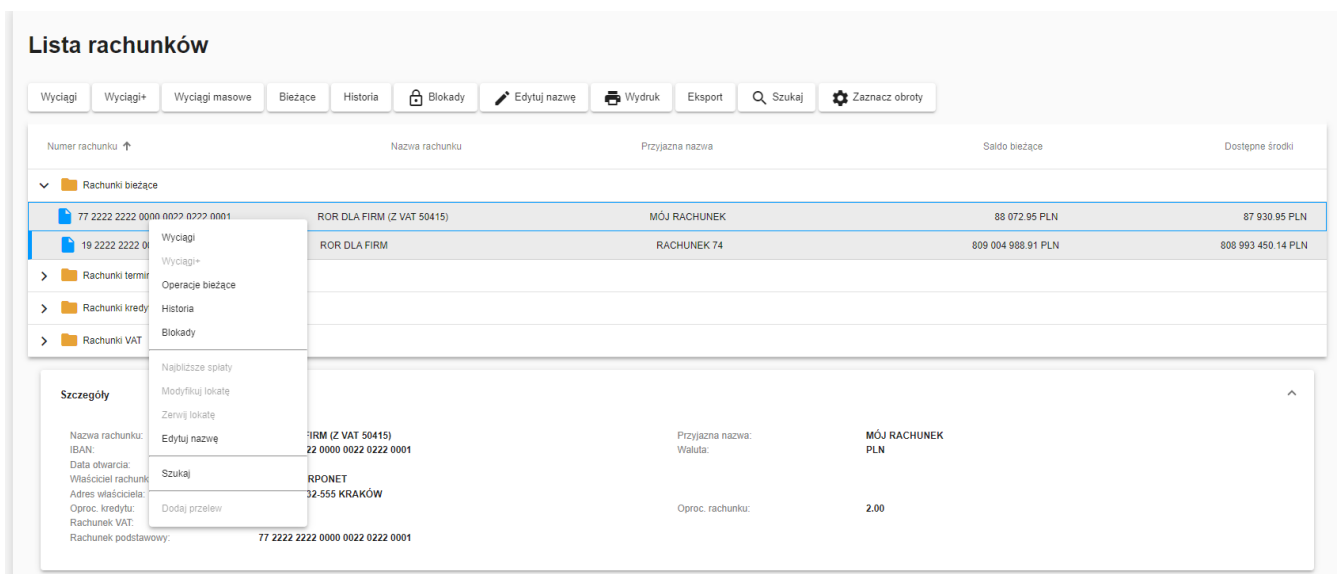 Lista rachunków
Wyciągi Wyciągi+ Wyciągi masowe Bieżące Historia Blokady Edytuj nazwę Wydruk Eksport Szukaj Zaznacz obroty
Numer rachunku Nazwa rachunku Przyjazna nazwa Saldo bieżące Dostępne środki
Rachunki bieżące
77 2222 2222 0000 0022 0222 0001 ROR DLA FIRM (Z VAT 50415) MÓJ RACHUNEK 88 072.95 PLN 87 930.95 PLN
19 2222 2222 ROR DLA FIRM RACHUNEK 74 809 004 988.91 PLN 808 993 450.14 PLN
Rachunki
Rachunki
Rachunki VAT
Wyciągi
Wyciągi+
Operacje bieżące
Historia
Blokady
Najbliższe spłaty
Modyfikuj lokatę
Zerwij lokatę
Edytuj nazwę
Szukaj
Dodaj przelew
Szczegóły
Nazwa rachunku: FIRM (Z VAT 50415) Przyjazna nazwa: MÓJ RACHUNEK
IBAN: 22 0000 0022 0222 0001 Waluta: PLN
Data otwarcia:
Właściciel RPONET
Adres właściciela: 32-555 KRAKÓW
Oproc. kredytu: Oproc. rachunku: 2.00
Rachunek VAT:
Rachunek podstawowy: 77 2222 2222 0000 0022 0222 0001